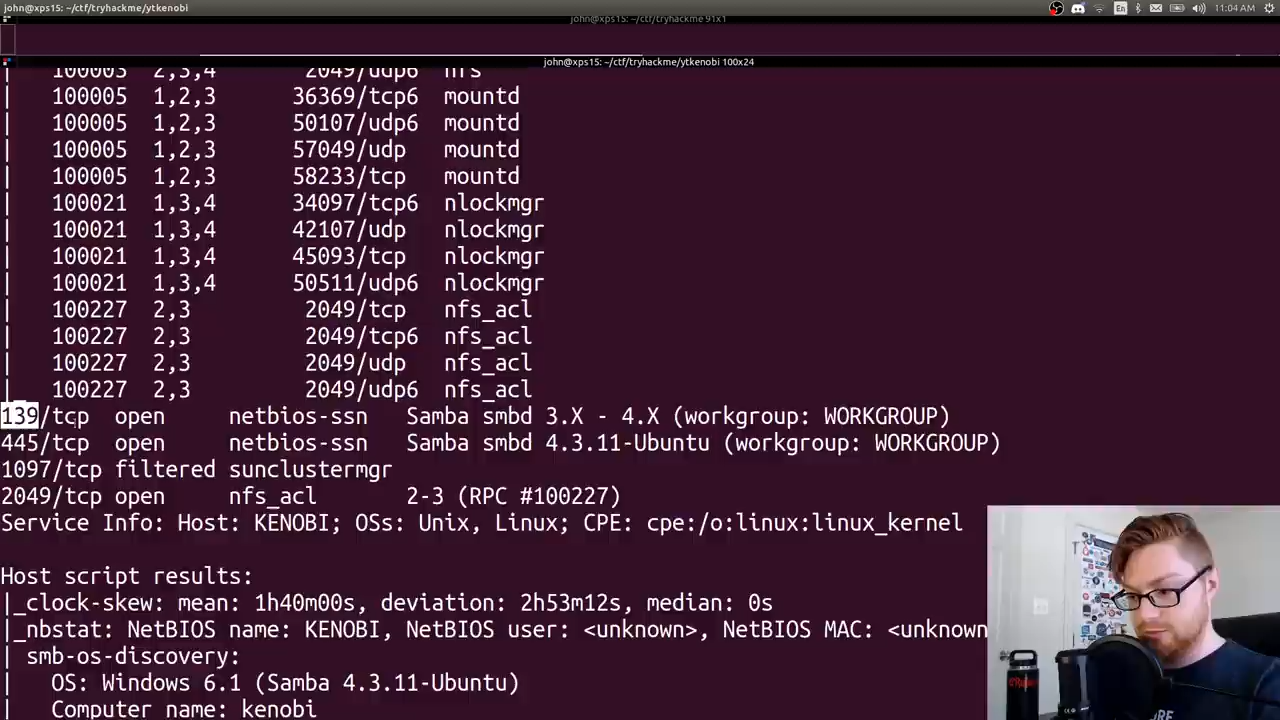 john@xps15: ~/ctf/tryhackme/ytkenobi
En
11:04 AM
john@xps15: ~/ctf/tryhackme 91x1
john@xps15: ~/ctf/tryhackme/ytkenobi 100x24
|   100003  2,3,4       2049/udp6  nfs
|   100005  1,2,3      36369/tcp6  mountd
|   100005  1,2,3      50107/udp6  mountd
|   100005  1,2,3      57049/udp   mountd
|   100005  1,2,3      58233/tcp   mountd
|   100021  1,3,4      34097/tcp6  nlockmgr
|   100021  1,3,4      42107/udp   nlockmgr
|   100021  1,3,4      45093/tcp   nlockmgr
|   100021  1,3,4      50511/udp6  nlockmgr
|   100227  2,3         2049/tcp   nfs_acl
|   100227  2,3         2049/tcp6  nfs_acl
|   100227  2,3         2049/udp   nfs_acl
|   100227  2,3         2049/udp6  nfs_acl
139/tcp  open     netbios-ssn   Samba smbd 3.X - 4.X (workgroup: WORKGROUP)
445/tcp  open     netbios-ssn   Samba smbd 4.3.11-Ubuntu (workgroup: WORKGROUP)
1097/tcp filtered sunclustermgr
2049/tcp open     nfs_acl       2-3 (RPC #100227)
Service Info: Host: KENOBI; OSs: Unix, Linux; CPE: cpe:/o:linux:linux_kernel
Host script results:
|_clock-skew: mean: 1h40m00s, deviation: 2h53m12s, median: 0s
|_nbstat: NetBIOS name: KENOBI, NetBIOS user: <unknown>, NetBIOS MAC: <unknown
| smb-os-discovery:
|   OS: Windows 6.1 (Samba 4.3.11-Ubuntu)
|   Computer name: kenobi